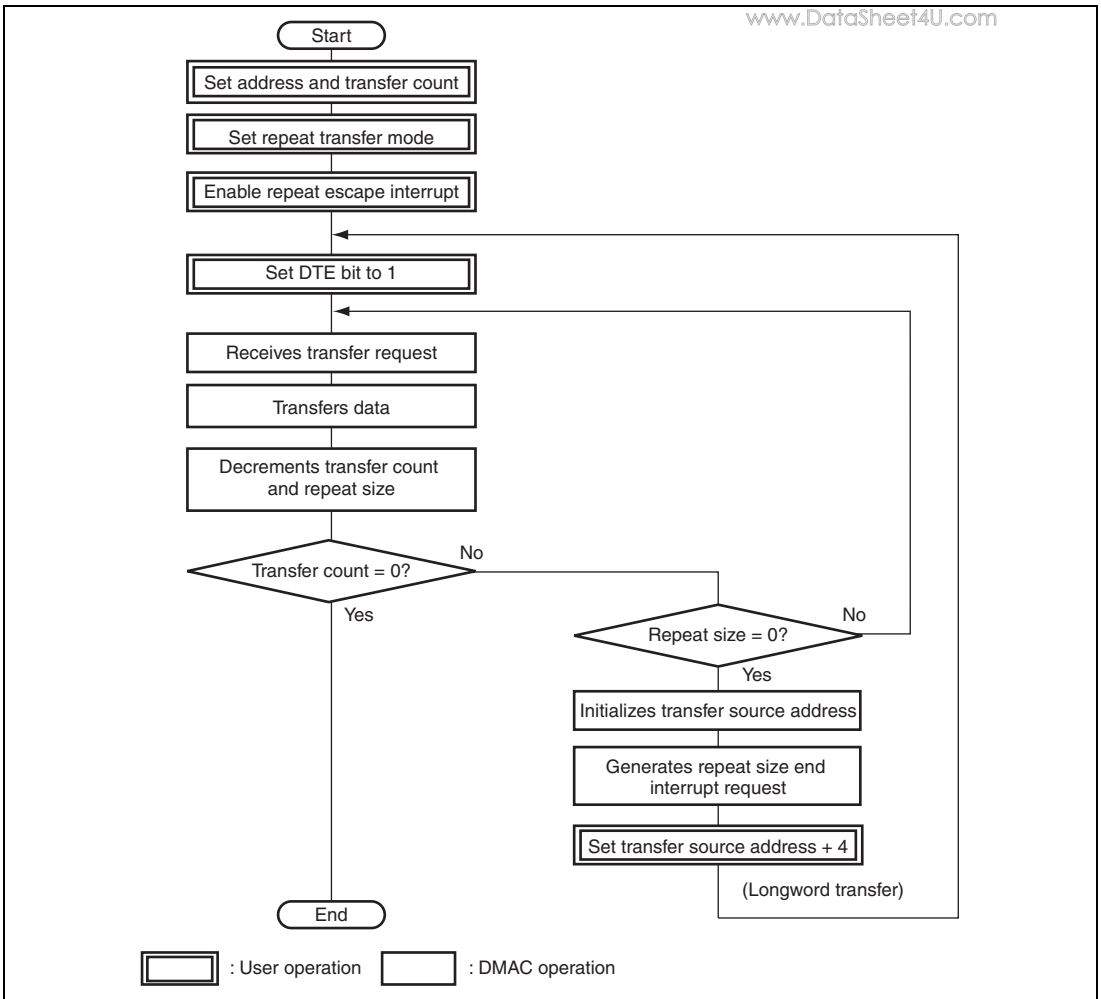 www.DataSheet4U.com
Start
Set address and transfer count
Set repeat transfer mode
Enable repeat escape interrupt
Set DTE bit to 1
Receives transfer request
Transfers data
Decrements transfer count
and repeat size
Transfer count = 0?
No
Yes
Repeat size = 0?
No
Yes
Initializes transfer source address
Generates repeat size end
interrupt request
Set transfer source address + 4
(Longword transfer)
End
: User operation
: DMAC operation